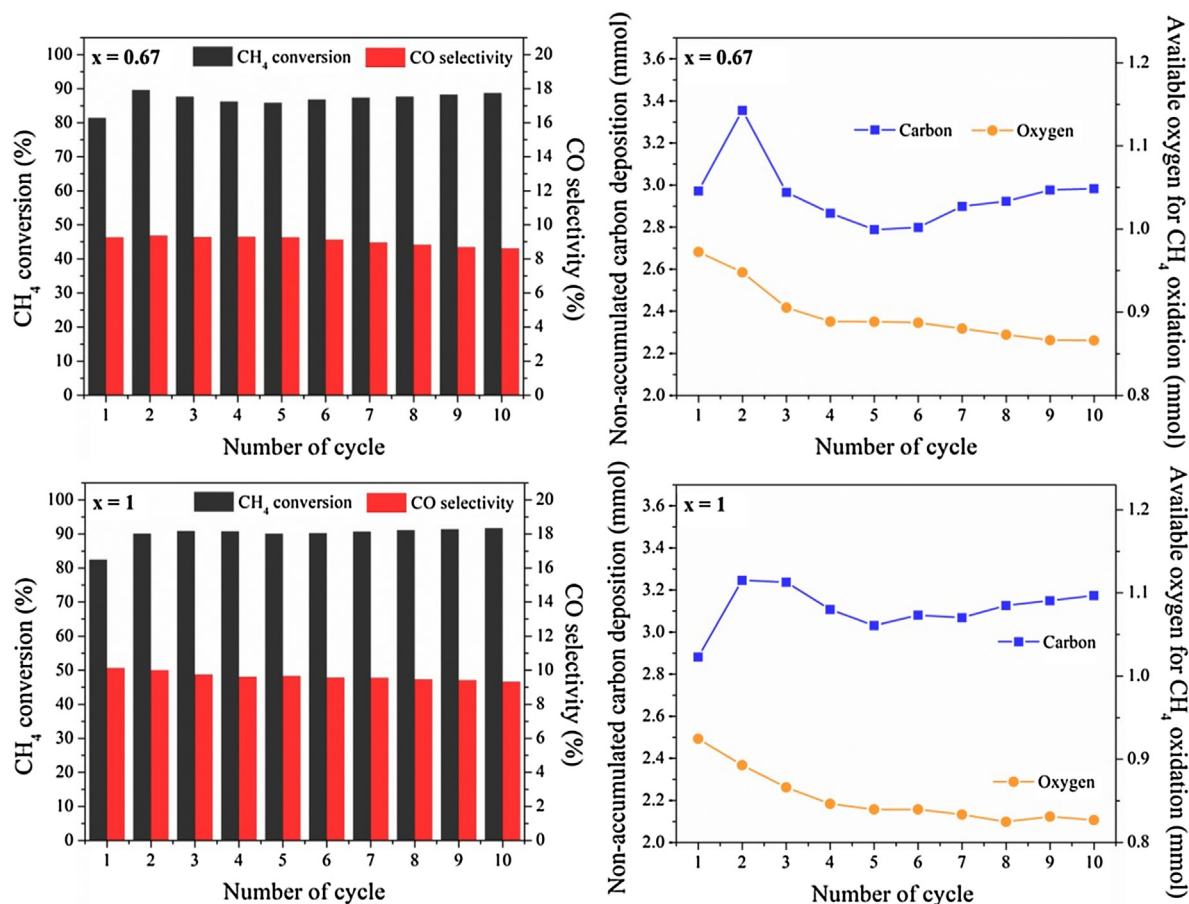 x = 0.67
CH4 conversion
CO selectivity
CH4 conversion (%)
100
90
80
70
60
50
40
30
20
10
0
20
18
16
14
12
10
8
6
4
2
0
CO selectivity (%)
1 2 3 4 5 6 7 8 9 10
Number of cycle
x = 0.67
Carbon
Oxygen
Non-accumulated carbon deposition (mmol)
3.6
3.4
3.2
3.0
2.8
2.6
2.4
2.2
2.0
1.2
1.1
1.0
0.9
0.8
Available oxygen for CH4 oxidation (mmol)
1 2 3 4 5 6 7 8 9 10
Number of cycle
x = 1
CH4 conversion
CO selectivity
CH4 conversion (%)
100
90
80
70
60
50
40
30
20
10
0
20
18
16
14
12
10
8
6
4
2
0
CO selectivity (%)
1 2 3 4 5 6 7 8 9 10
Number of cycle
x = 1
Carbon
Oxygen
Non-accumulated carbon deposition (mmol)
3.6
3.4
3.2
3.0
2.8
2.6
2.4
2.2
2.0
1.2
1.1
1.0
0.9
0.8
Available oxygen for CH4 oxidation (mmol)
1 2 3 4 5 6 7 8 9 10
Number of cycle